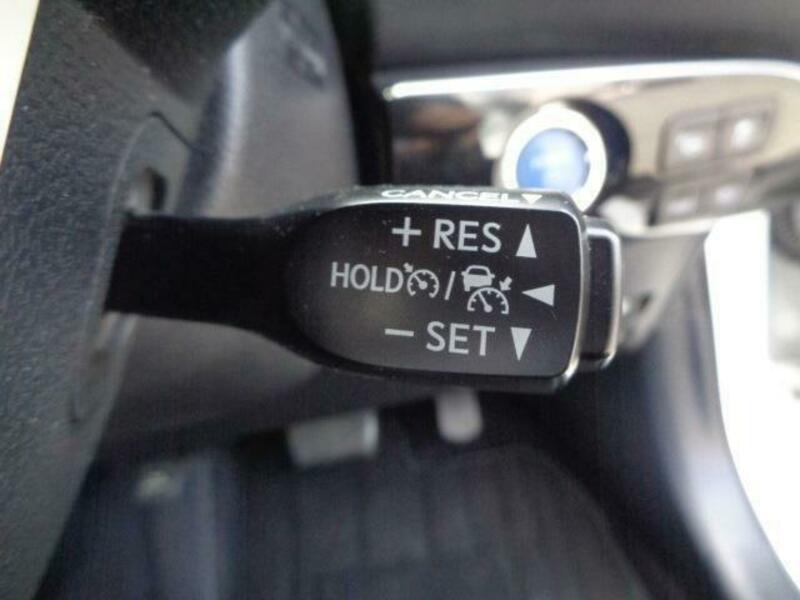 CANCEL▼
+ RES ▲
HOLD / ◀
− SET ▼